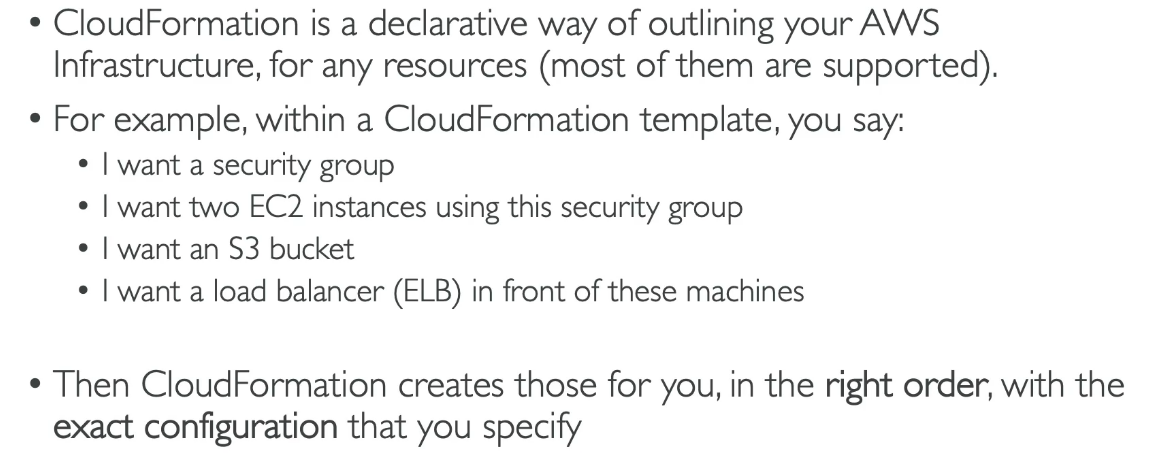 • CloudFormation is a declarative way of outlining your AWS
Infrastructure, for any resources (most of them are supported).
• For example, within a CloudFormation template, you say:
• I want a security group
• I want two EC2 instances using this security group
• I want an S3 bucket
• I want a load balancer (ELB) in front of these machines
• Then CloudFormation creates those for you, in the right order, with the
exact configuration that you specify